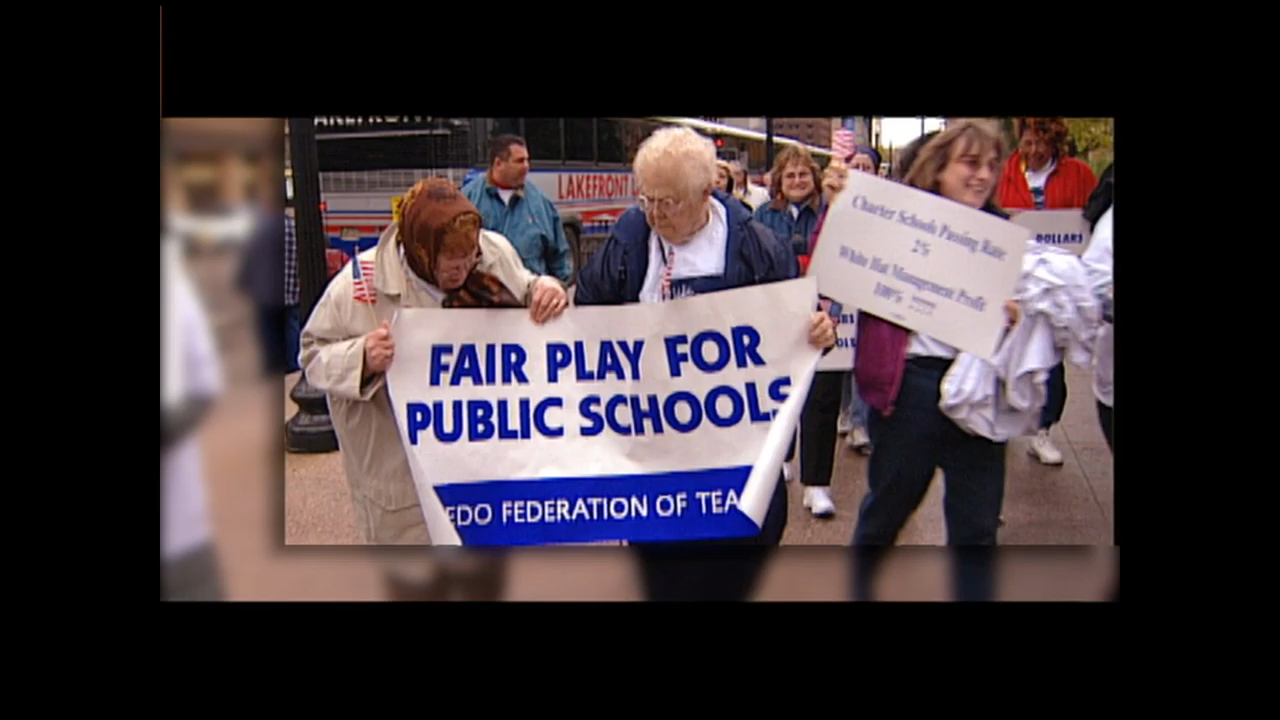 LAKEFRONT
Charter Schools Passing Rate
2%
White Hat Management Profit
100%
DOLLARS
FAIR PLAY FOR
PUBLIC SCHOOLS
EDO FEDERATION OF TEA